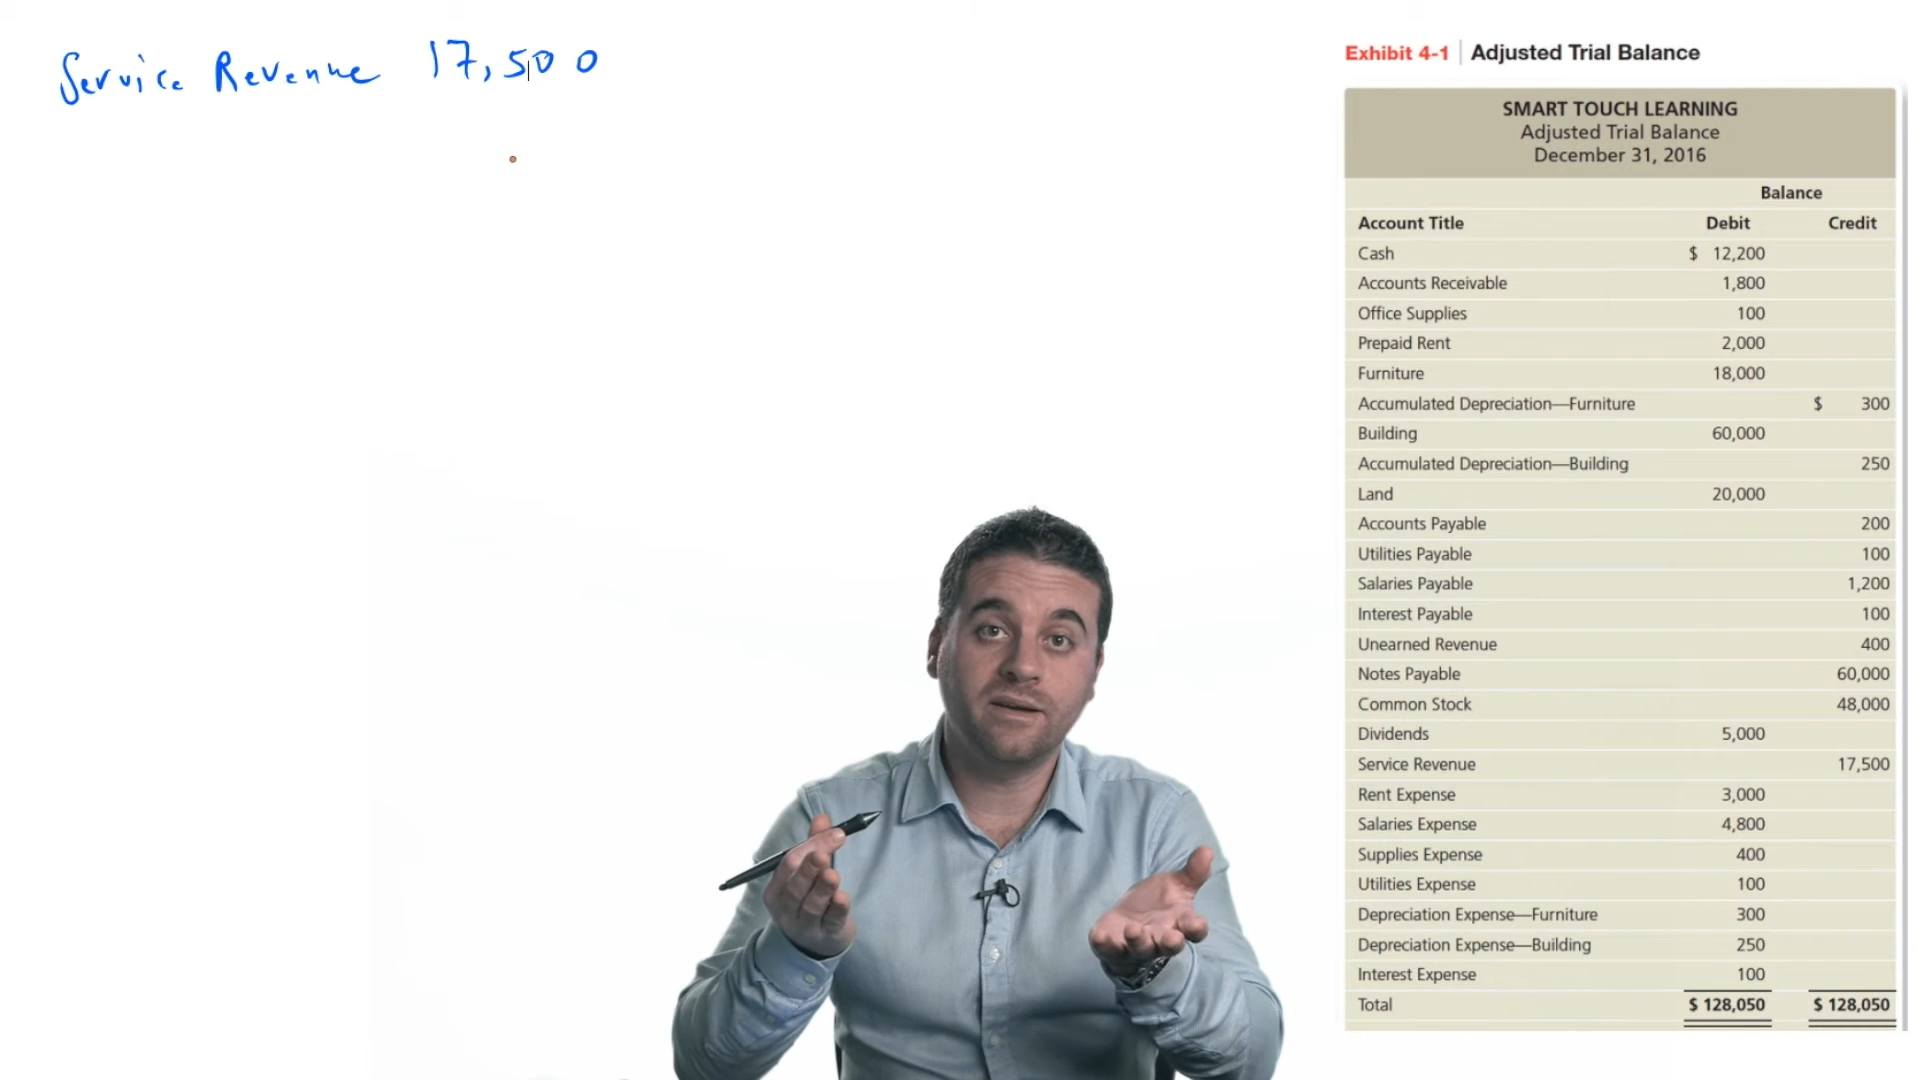 Service Revenue 17,500
Exhibit 4-1 Adjusted Trial Balance
SMART TOUCH LEARNING
Adjusted Trial Balance
December 31, 2016
Balance
Account Title Debit Credit
Cash $ 12,200
Accounts Receivable 1,800
Office Supplies 100
Prepaid Rent 2,000
Furniture 18,000
Accumulated Depreciation—Furniture $ 300
Building 60,000
Accumulated Depreciation—Building 250
Land 20,000
Accounts Payable 200
Utilities Payable 100
Salaries Payable 1,200
Interest Payable 100
Unearned Revenue 400
Notes Payable 60,000
Common Stock 48,000
Dividends 5,000
Service Revenue 17,500
Rent Expense 3,000
Salaries Expense 4,800
Supplies Expense 400
Utilities Expense 100
Depreciation Expense—Furniture 300
Depreciation Expense—Building 250
Interest Expense 100
Total $ 128,050 $ 128,050